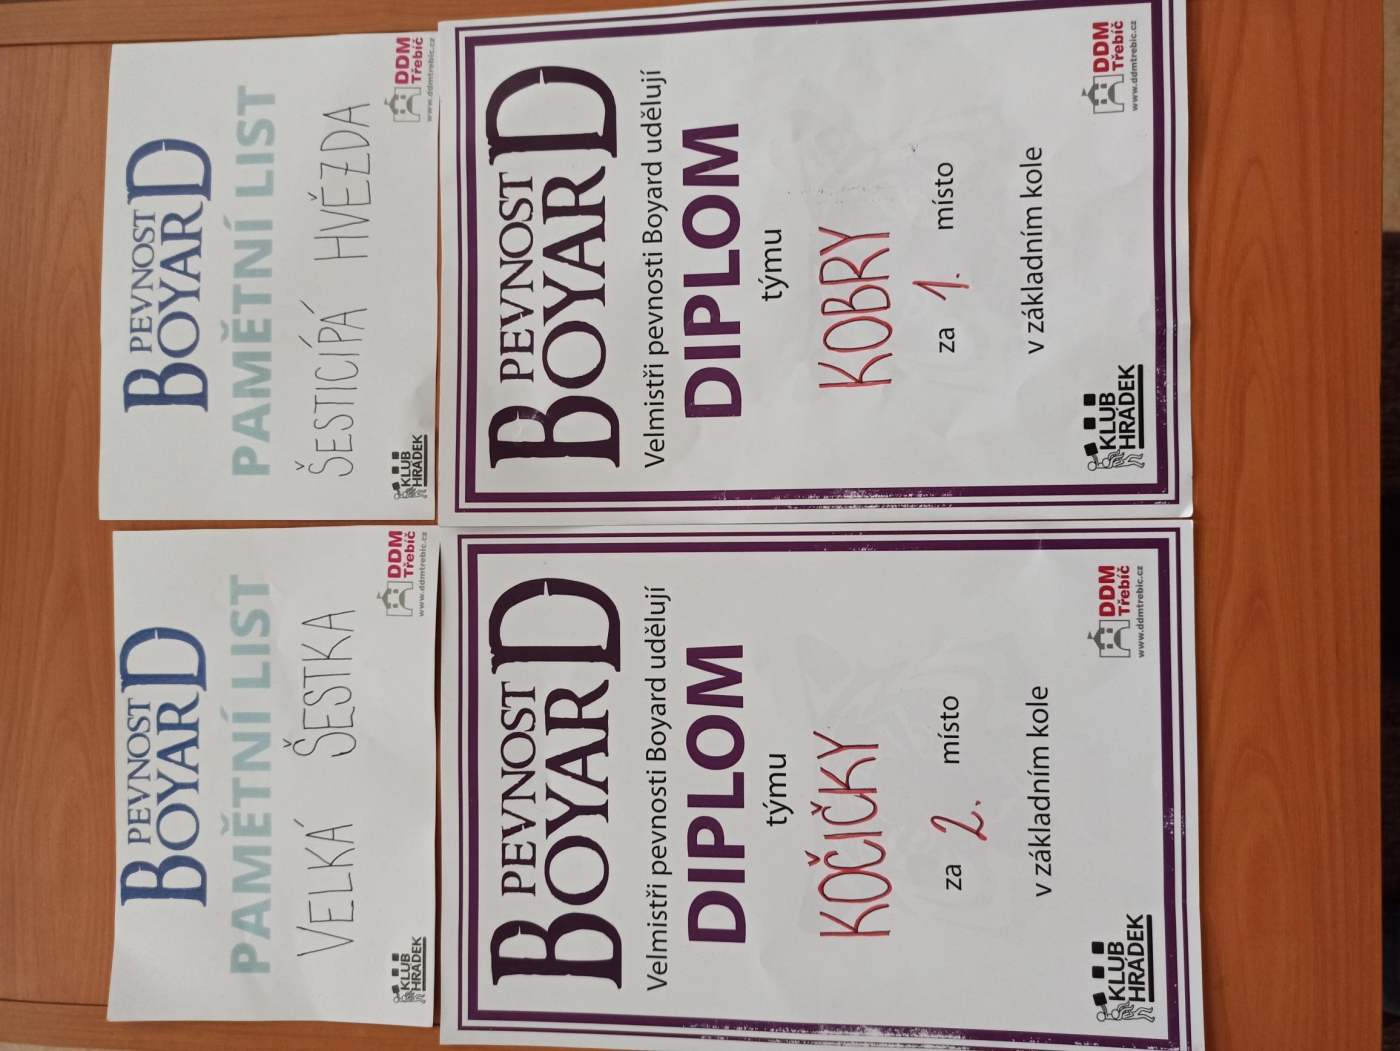 PEVNOST
BOYARD
PAMĚTNÍ LIST
VELKÁ ŠESTKA
KLUB
HRÁDEK
DDM
Třebíč
www.ddmtrebic.cz
PEVNOST
BOYARD
PAMĚTNÍ LIST
ŠESTICÍPÁ HVĚZDA
KLUB
HRÁDEK
DDM
Třebíč
www.ddmtrebic.cz
PEVNOST
BOYARD
Velmistři pevnosti Boyard udělují
DIPLOM
týmu
KOČIČKY
za 2. místo
v základním kole
KLUB
HRÁDEK
DDM
Třebíč
www.ddmtrebic.cz
PEVNOST
BOYARD
Velmistři pevnosti Boyard udělují
DIPLOM
týmu
KOBRY
za 1. místo
v základním kole
KLUB
HRÁDEK
DDM
Třebíč
www.ddmtrebic.cz